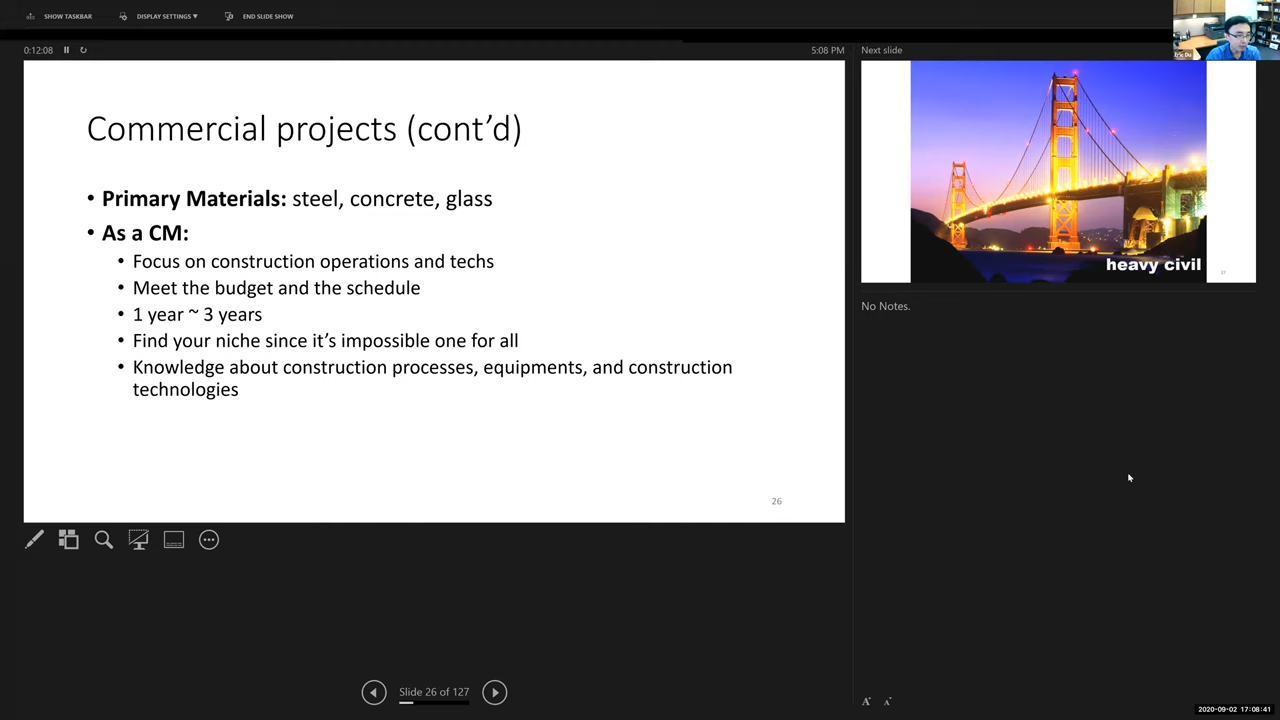 SHOW TASKBAR
DISPLAY SETTINGS ▼
END SLIDE SHOW
0:12:08
5:08 PM
Next slide
Eric Du
Commercial projects (cont’d)
• Primary Materials: steel, concrete, glass
• As a CM:
• Focus on construction operations and techs
• Meet the budget and the schedule
• 1 year ~ 3 years
• Find your niche since it’s impossible one for all
• Knowledge about construction processes, equipments, and construction
technologies
26
heavy civil
27
No Notes.
Slide 26 of 127
A A
2020-09-02 17:08:41